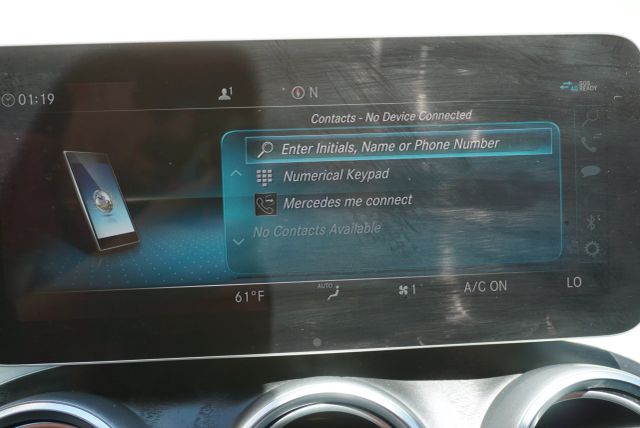 01:19
1
N
4G SOS READY
Contacts - No Device Connected
Enter Initials, Name or Phone Number
Numerical Keypad
Mercedes me connect
No Contacts Available
61°F
AUTO
1
A/C ON
LO